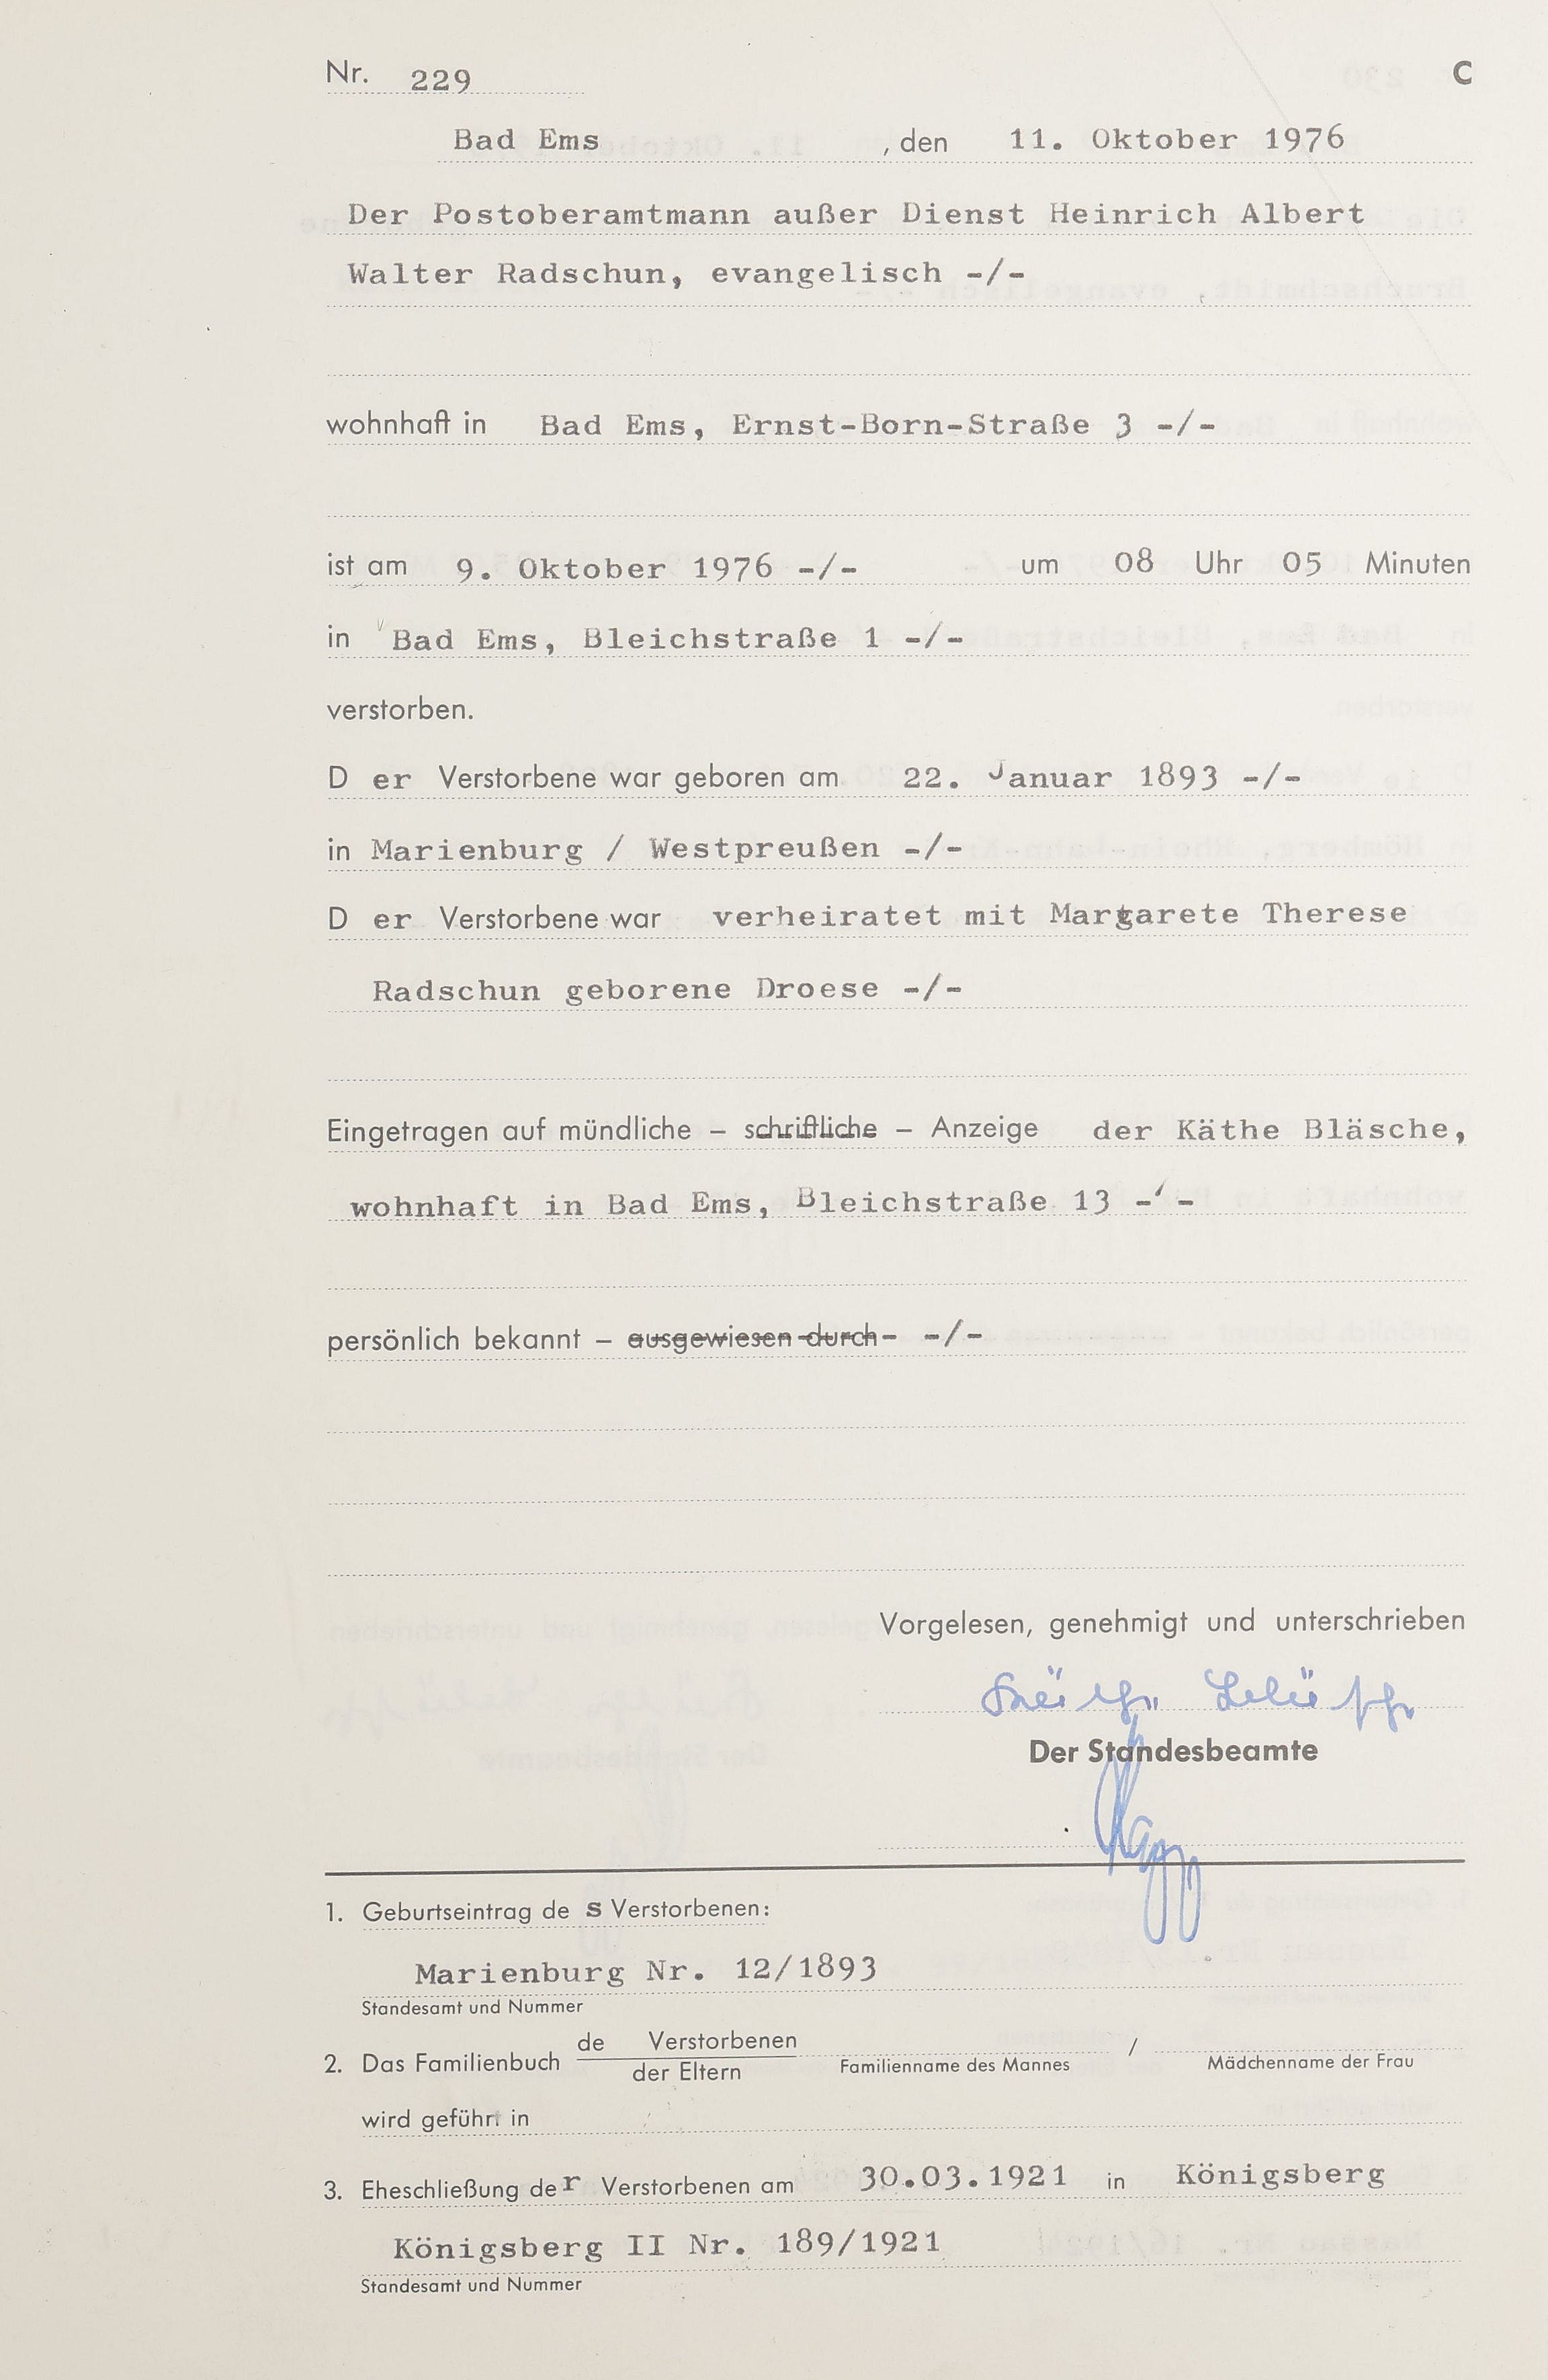 Nr. 229 C
Bad Ems , den 11. Oktober 1976
Der Postoberamtmann außer Dienst Heinrich Albert
Walter Radschun, evangelisch -/-
wohnhaft in Bad Ems, Ernst-Born-Straße 3 -/-
ist am 9. Oktober 1976 -/- um 08 Uhr 05 Minuten
in Bad Ems, Bleichstraße 1 -/-
verstorben.
D er Verstorbene war geboren am 22. Januar 1893 -/-
in Marienburg / Westpreußen -/-
D er Verstorbene war verheiratet mit Margarete Therese
Radschun geborene Droese -/-
Eingetragen auf mündliche – schriftliche – Anzeige der Käthe Bläsche,
wohnhaft in Bad Ems, Bleichstraße 13 -/-
persönlich bekannt – ausgewiesen durch- -/-
Vorgelesen, genehmigt und unterschrieben
Käthe Bläsche
Der Standesbeamte
1. Geburtseintrag de s Verstorbenen:
Marienburg Nr. 12/1893
Standesamt und Nummer
2. Das Familienbuch de Verstorbenen / der Eltern Familienname des Mannes / Mädchenname der Frau
wird geführt in
3. Eheschließung de r Verstorbenen am 30.03.1921 in Königsberg
Königsberg II Nr. 189/1921
Standesamt und Nummer